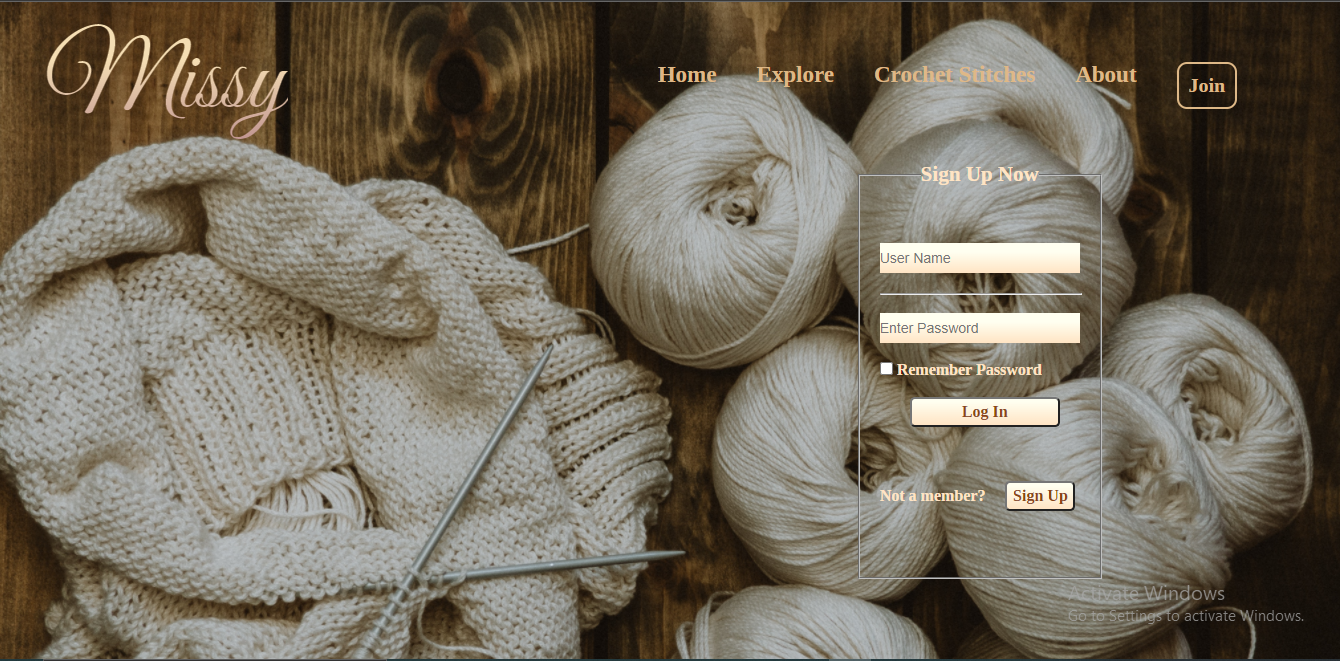 Missy
Home Explore Crochet Stitches About Join
Sign Up Now
User Name
Enter Password
Remember Password
Log In
Not a member? Sign Up
Activate Windows
Go to Settings to activate Windows.